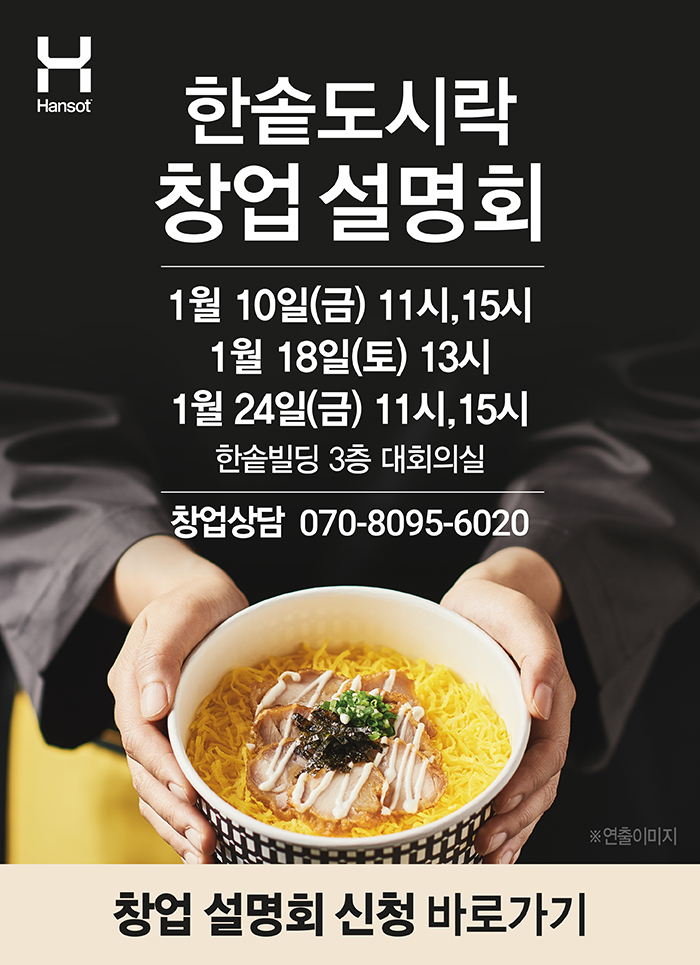 Hansot
한솥도시락
창업 설명회
1월 10일(금) 11시,15시
1월 18일(토) 13시
1월 24일(금) 11시,15시
한솥빌딩 3층 대회의실
창업상담 070-8095-6020
※연출이미지
창업 설명회 신청 바로가기